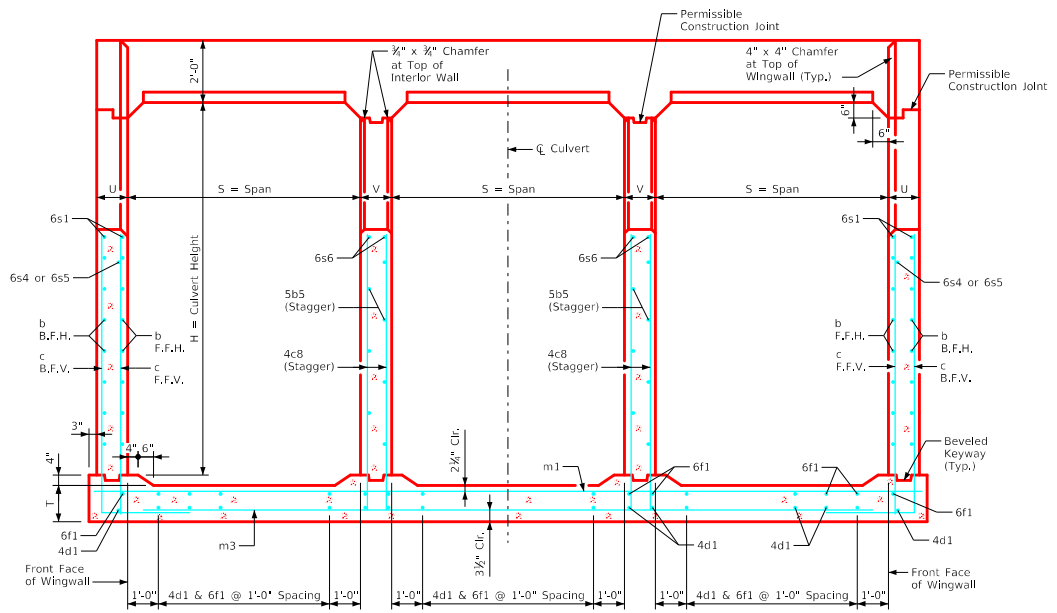 Permissible
Construction Joint
¾" x ¾" Chamfer
at Top of
Interior Wall
4" x 4" Chamfer
at Top of
Wingwall (Typ.)
Permissible
Construction Joint
2'-0"
6"
6"
℄ Culvert
U
S = Span
V
S = Span
V
S = Span
U
6s1
6s4 or 6s5
H = Culvert Height
6s6
6s6
6s1
6s4 or 6s5
5b5
(Stagger)
5b5
(Stagger)
b
B.F.H.
b
F.F.H.
b
F.F.H.
b
B.F.H.
4c8
(Stagger)
4c8
(Stagger)
c
B.F.V.
c
F.F.V.
c
F.F.V.
c
B.F.V.
3"
4"
6"
4"
T
2¼" Clr.
m1
6f1
6f1
Beveled
Keyway
(Typ.)
6f1
4d1
m3
3½" Clr.
4d1
4d1
6f1
4d1
Front Face
of Wingwall
Front Face
of Wingwall
1'-0"
4d1 & 6f1 @ 1'-0" Spacing
1'-0"
1'-0"
4d1 & 6f1 @ 1'-0" Spacing
1'-0"
1'-0"
4d1 & 6f1 @ 1'-0" Spacing
1'-0"